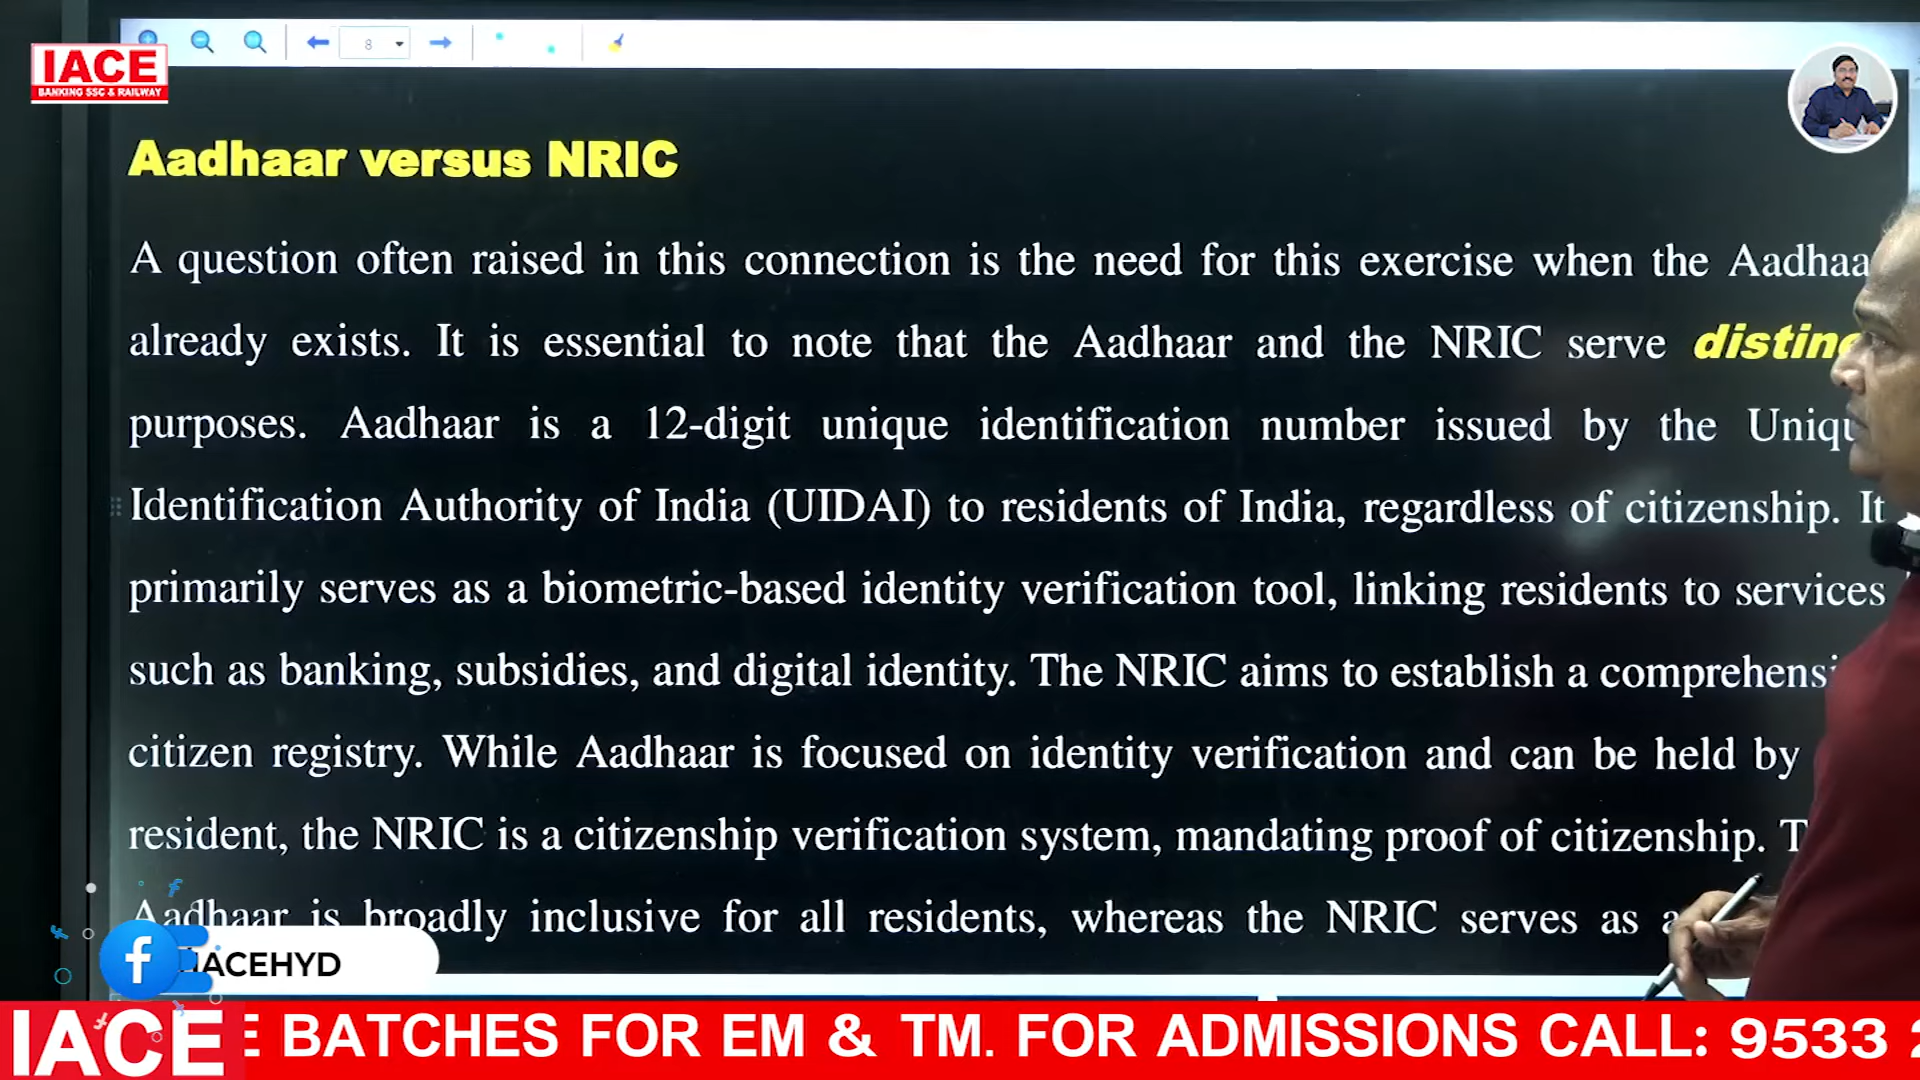 8
IACE
BANKING SSC & RAILWAY
Aadhaar versus NRIC
A question often raised in this connection is the need for this exercise when the
already exists. It is essential to note that the Aadhaar and the NRIC serve
purposes. Aadhaar is a 12-digit unique identification number issued by the
Identification Authority of India (UIDAI) to residents of India, regardless of citizenship. It
primarily serves as a biometric-based identity verification tool, linking residents to services
such as banking, subsidies, and digital identity. The NRIC aims to establish a
citizen registry. While Aadhaar is focused on identity verification and can be held by
resident, the NRIC is a citizenship verification system, mandating proof of citizenship.
Aadhaar is broadly inclusive for all residents, whereas the NRIC serves as
IACEHYD
IACE BATCHES FOR EM & TM. FOR ADMISSIONS CALL: 9533